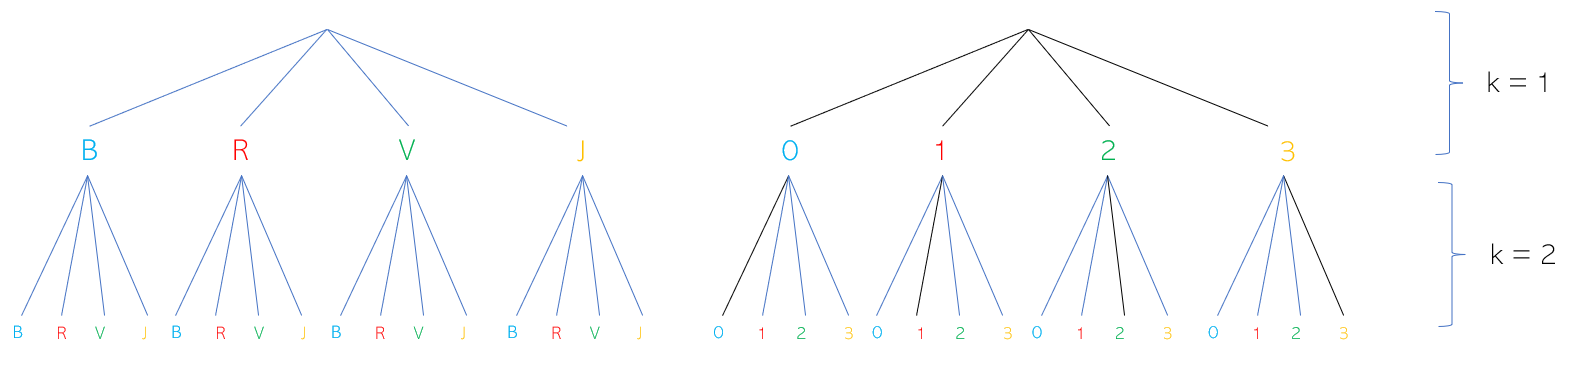 k = 1
B R V J 0 1 2 3
k = 2
B R V J B R V J B R V J B R V J 0 1 2 3 0 1 2 3 0 1 2 3 0 1 2 3